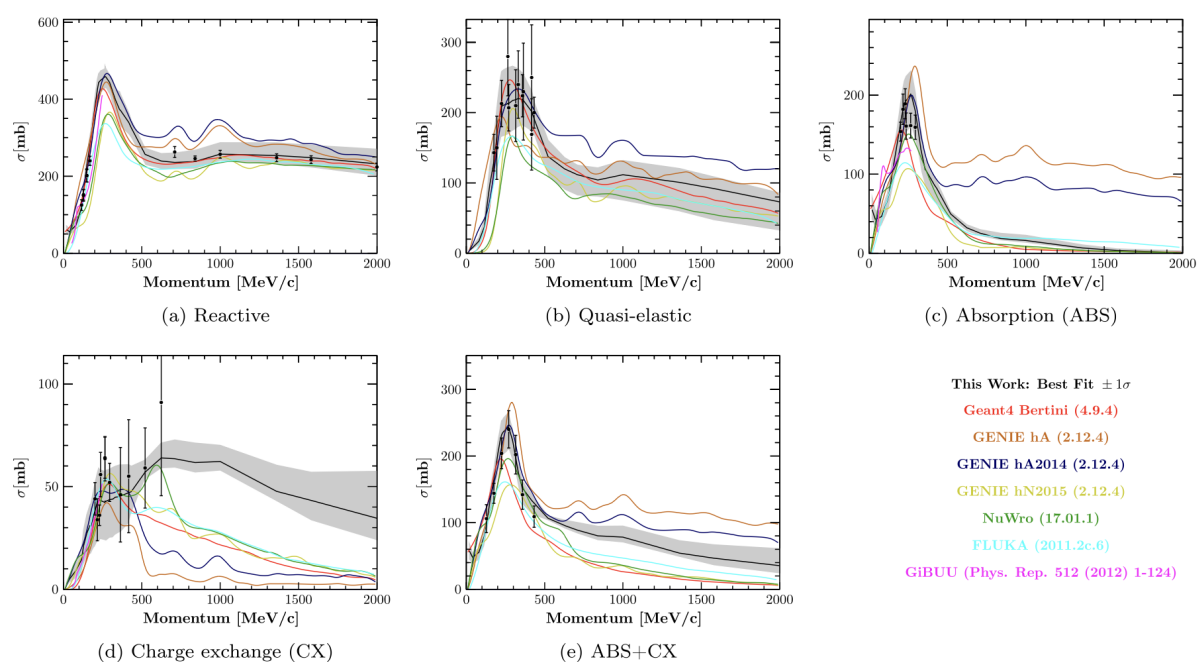 600
400
200
0
σ[mb]
0 500 1000 1500 2000
Momentum [MeV/c]
(a) Reactive
300
200
100
0
σ[mb]
0 500 1000 1500 2000
Momentum [MeV/c]
(b) Quasi-elastic
200
100
0
σ[mb]
0 500 1000 1500 2000
Momentum [MeV/c]
(c) Absorption (ABS)
100
50
0
σ[mb]
0 500 1000 1500 2000
Momentum [MeV/c]
(d) Charge exchange (CX)
300
200
100
0
σ[mb]
0 500 1000 1500 2000
Momentum [MeV/c]
(e) ABS+CX
This Work: Best Fit ±1σ
Geant4 Bertini (4.9.4)
GENIE hA (2.12.4)
GENIE hA2014 (2.12.4)
GENIE hN2015 (2.12.4)
NuWro (17.01.1)
FLUKA (2011.2c.6)
GiBUU (Phys. Rep. 512 (2012) 1-124)